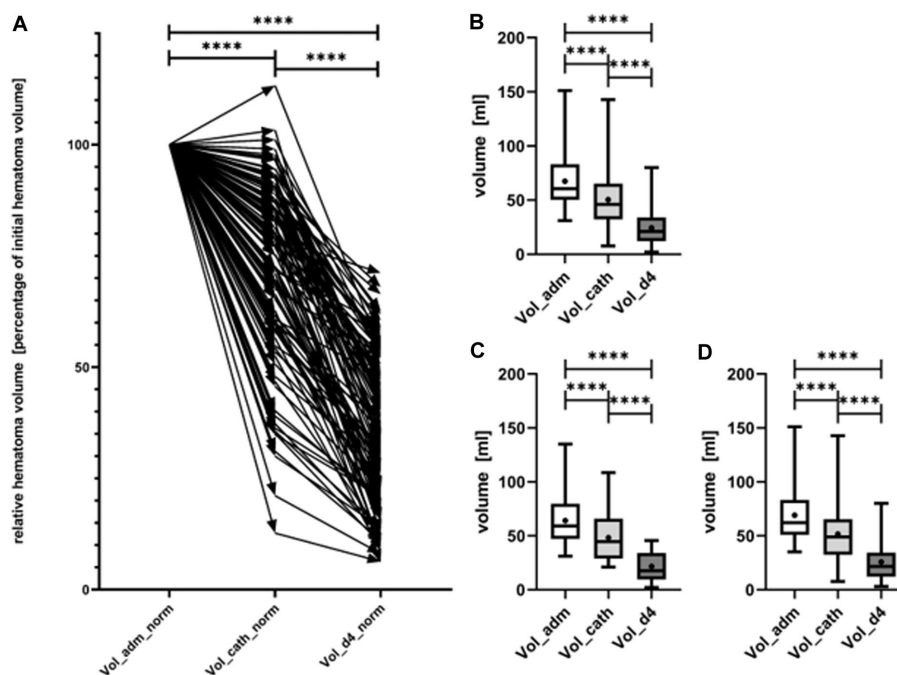 A
****
****
****
relative hematoma volume [percentage of initial hematoma volume]
100
50
0
Vol_adm_norm
Vol_cath_norm
Vol_d4_norm
B
****
****
****
volume [ml]
200
150
100
50
0
Vol_adm
Vol_cath
Vol_d4
C
****
****
****
volume [ml]
200
150
100
50
0
Vol_adm
Vol_cath
Vol_d4
D
****
****
****
volume [ml]
200
150
100
50
0
Vol_adm
Vol_cath
Vol_d4